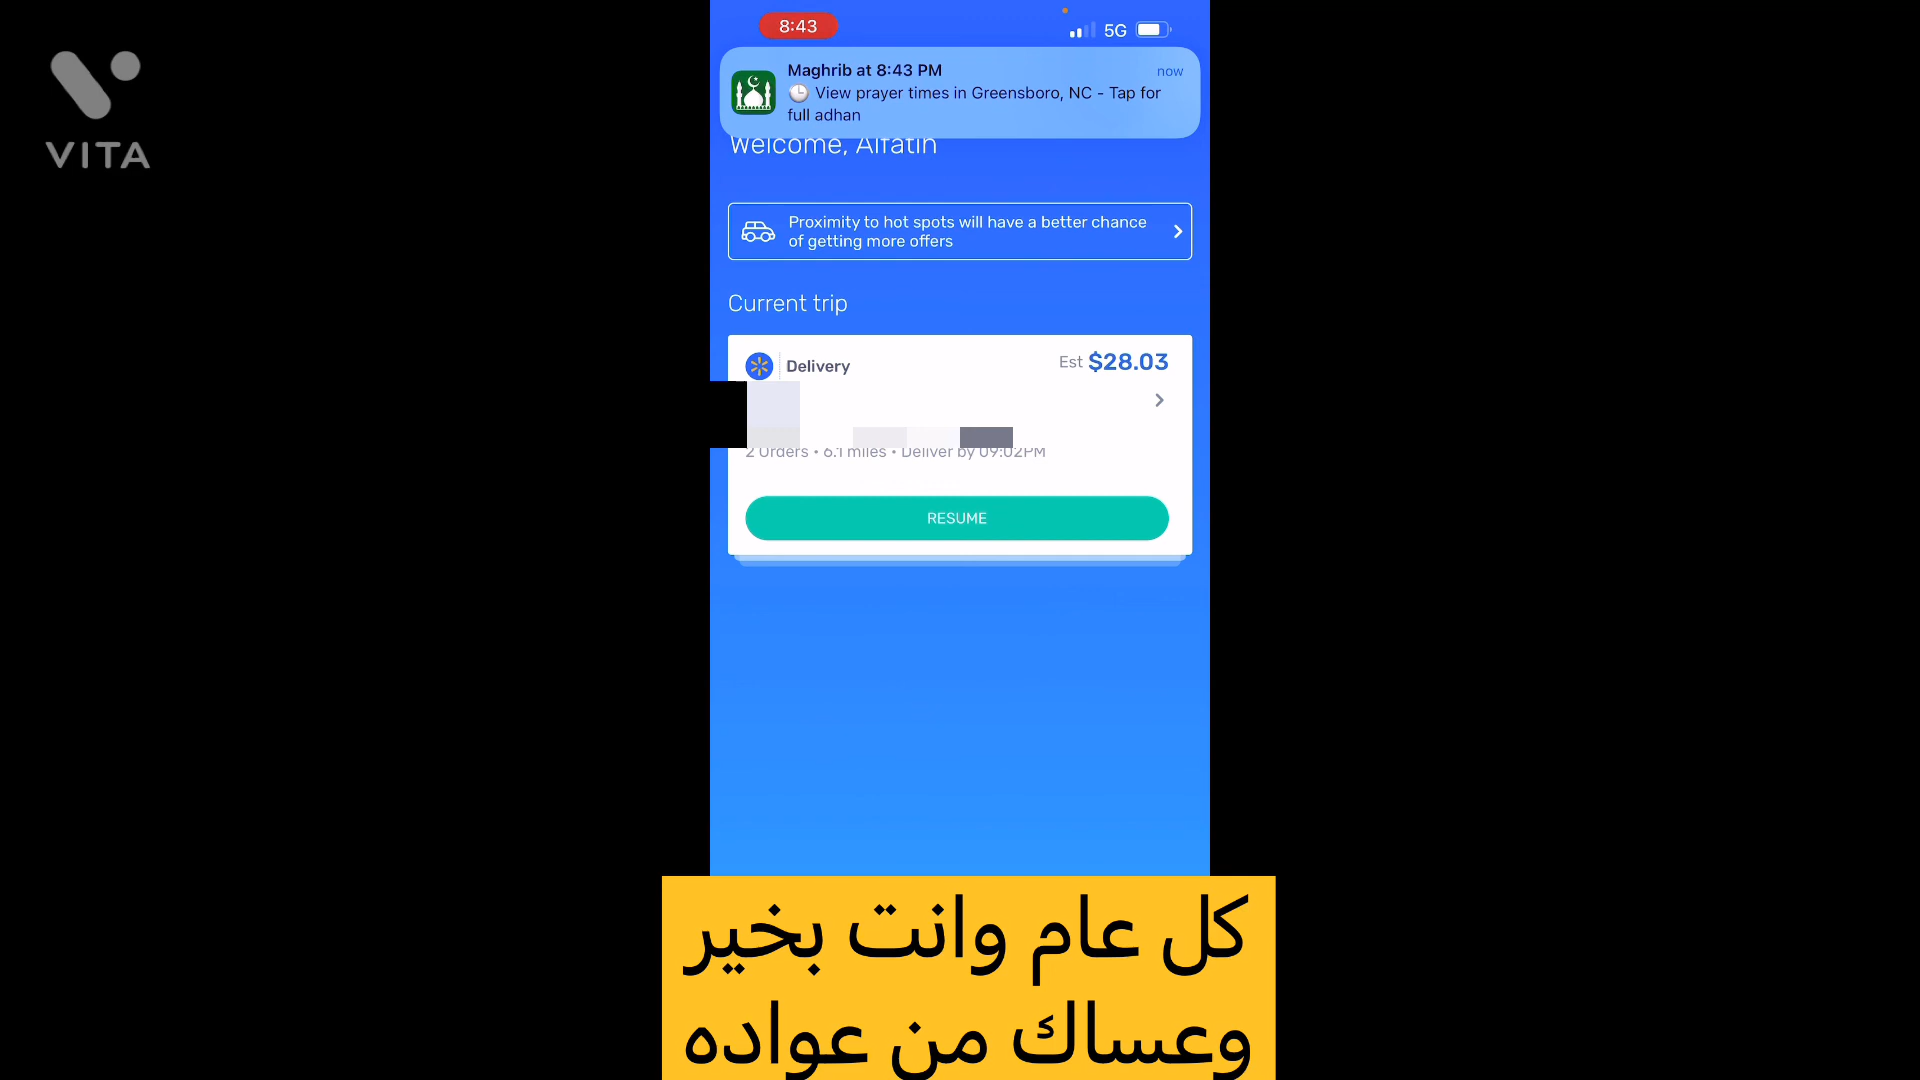 VITA
8:43
5G
Maghrib at 8:43 PM
now
View prayer times in Greensboro, NC - Tap for
full adhan
Welcome, Alfatih
Proximity to hot spots will have a better chance
of getting more offers
Current trip
Delivery
Est $28.03
2 Orders • 6.1 miles • Deliver by 09:02PM
RESUME
كل عام وانت بخير
وعساك من عواده